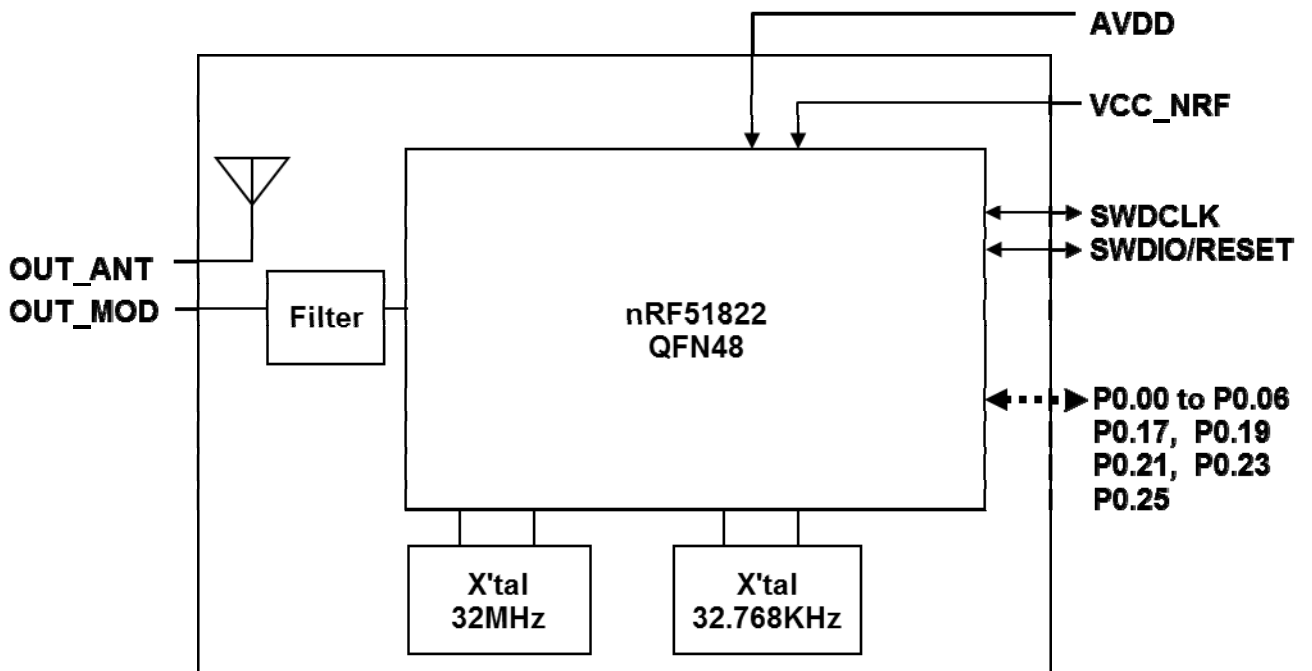 AVDD
VCC_NRF
SWDCLK
SWDIO/RESET
OUT_ANT
OUT_MOD
Filter
nRF51822
QFN48
P0.00 to P0.06
P0.17, P0.19
P0.21, P0.23
P0.25
X'tal
32MHz
X'tal
32.768KHz